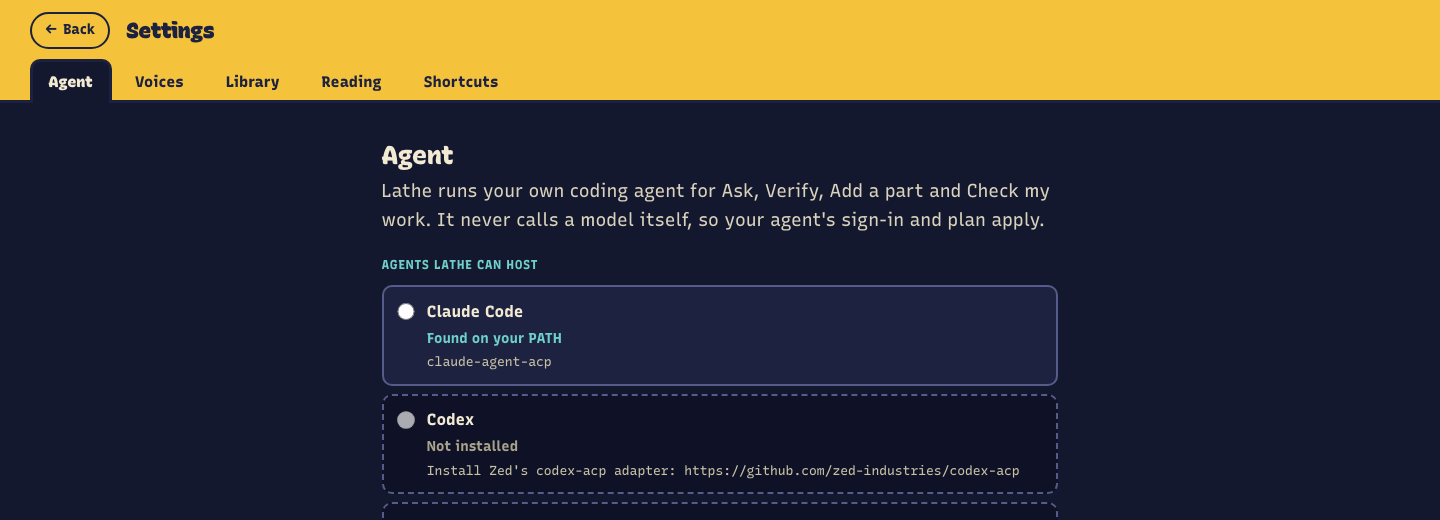 ← Back
Settings
Agent
Voices
Library
Reading
Shortcuts
Agent
Lathe runs your own coding agent for Ask, Verify, Add a part and Check my
work. It never calls a model itself, so your agent's sign-in and plan apply.
AGENTS LATHE CAN HOST
Claude Code
Found on your PATH
claude-agent-acp
Codex
Not installed
Install Zed's codex-acp adapter: https://github.com/zed-industries/codex-acp